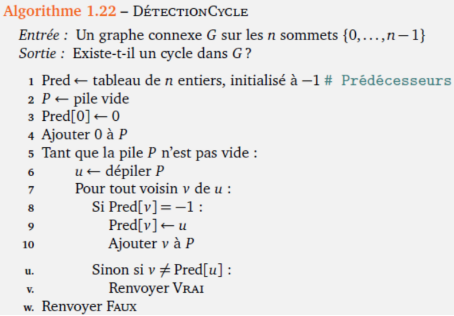 Algorithme 1.22 – DÉTECTIONCYCLE
Entrée : Un graphe connexe G sur les n sommets {0,...,n−1}
Sortie : Existe-t-il un cycle dans G ?
1 Pred ← tableau de n entiers, initialisé à −1 # Prédécesseurs
2 P ← pile vide
3 Pred[0] ← 0
4 Ajouter 0 à P
5 Tant que la pile P n'est pas vide :
6 u ← dépiler P
7 Pour tout voisin v de u :
8 Si Pred[v] = −1 :
9 Pred[v] ← u
10 Ajouter v à P
u. Sinon si v ≠ Pred[u] :
v. Renvoyer VRAI
w. Renvoyer FAUX